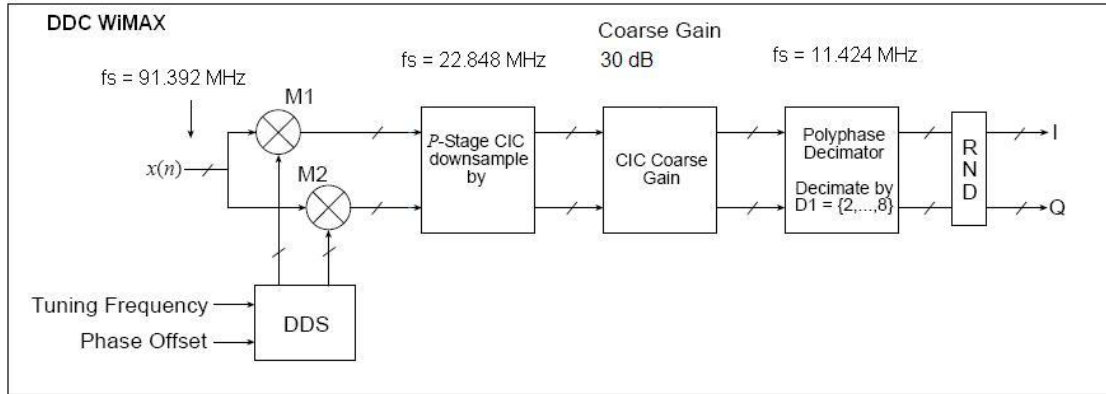 DDC WiMAX
Coarse Gain
30 dB
fs = 91.392 MHz
fs = 22.848 MHz
fs = 11.424 MHz
M1
M2
x(n)
P-Stage CIC
downsample
by
CIC Coarse
Gain
Polyphase
Decimator
Decimate by
D1 = {2,...,8}
R
N
D
I
Q
Tuning Frequency
Phase Offset
DDS